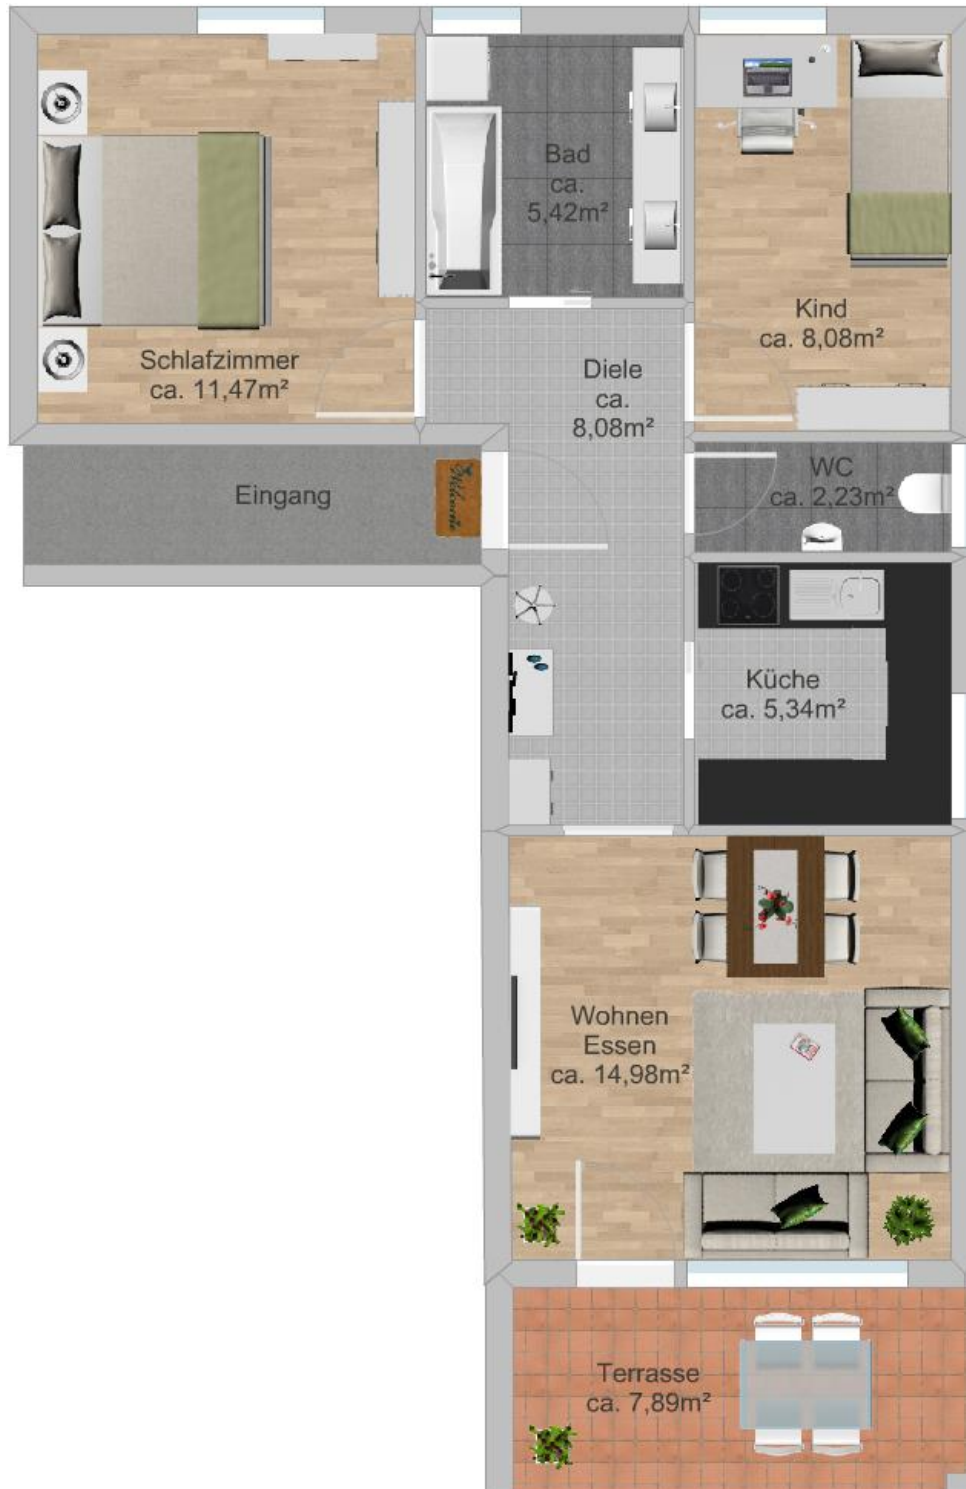 Bad
ca.
5,42m²
Kind
ca. 8,08m²
Schlafzimmer
ca. 11,47m²
Diele
ca.
8,08m²
Eingang
Welcome
WC
ca. 2,23m²
Küche
ca. 5,34m²
Wohnen
Essen
ca. 14,98m²
Terrasse
ca. 7,89m²